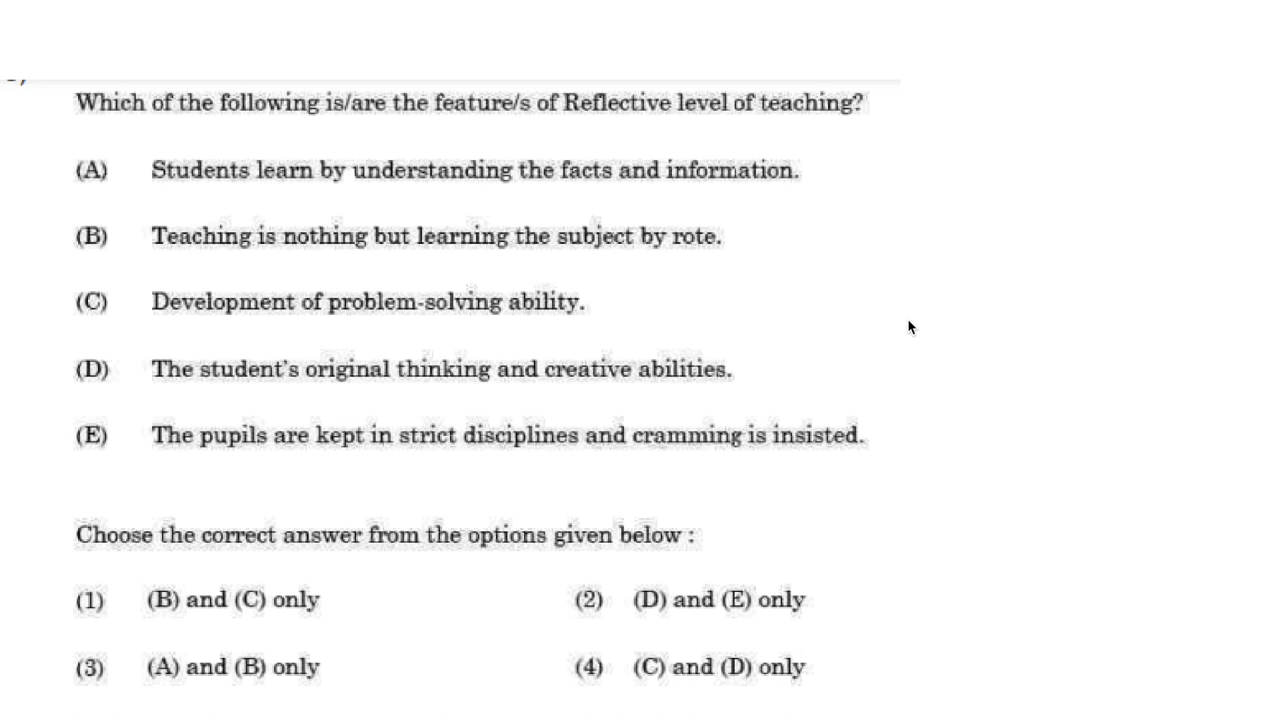 Which of the following is/are the feature/s of Reflective level of teaching?
(A) Students learn by understanding the facts and information.
(B) Teaching is nothing but learning the subject by rote.
(C) Development of problem-solving ability.
(D) The student's original thinking and creative abilities.
(E) The pupils are kept in strict disciplines and cramming is insisted.
Choose the correct answer from the options given below :
(1) (B) and (C) only (2) (D) and (E) only
(3) (A) and (B) only (4) (C) and (D) only